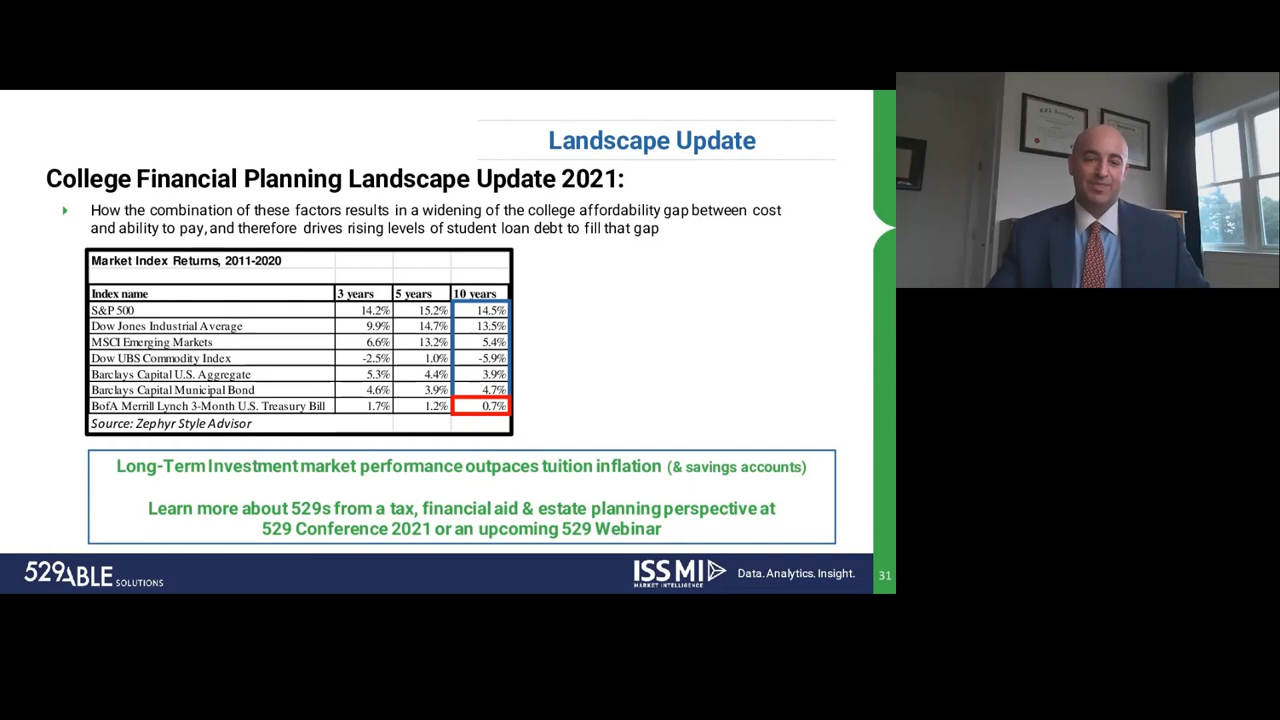 Landscape Update
College Financial Planning Landscape Update 2021:
How the combination of these factors results in a widening of the college affordability gap between cost
and ability to pay, and therefore drives rising levels of student loan debt to fill that gap
Market Index Returns, 2011-2020
Index name 3 years 5 years 10 years
S&P 500 14.2% 15.2% 14.5%
Dow Jones Industrial Average 9.9% 14.7% 13.5%
MSCI Emerging Markets 6.6% 13.2% 5.4%
Dow UBS Commodity Index -2.5% 1.0% -5.9%
Barclays Capital U.S. Aggregate 5.3% 4.4% 3.9%
Barclays Capital Municipal Bond 4.6% 3.9% 4.7%
BofA Merrill Lynch 3-Month U.S. Treasury Bill 1.7% 1.2% 0.7%
Source: Zephyr Style Advisor
Long-Term Investment market performance outpaces tuition inflation (& savings accounts)
Learn more about 529s from a tax, financial aid & estate planning perspective at
529 Conference 2021 or an upcoming 529 Webinar
529ABLE SOLUTIONS
ISS MI
MARKET INTELLIGENCE
Data. Analytics. Insight.
31